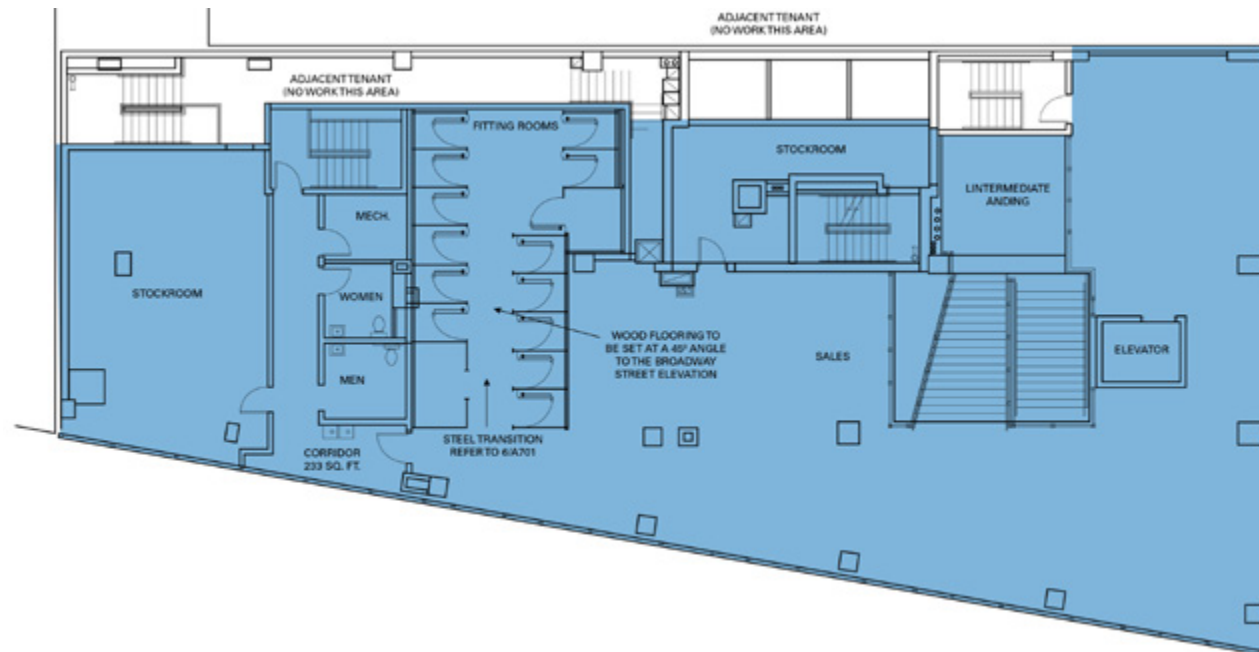 ADJACENT TENANT
(NO WORK THIS AREA)
ADJACENT TENANT
(NO WORK THIS AREA)
FITTING ROOMS
STOCKROOM
LINTERMEDIATE
ANDING
MECH.
STOCKROOM
WOMEN
WOOD FLOORING TO
BE SET AT A 45° ANGLE
TO THE BROADWAY
STREET ELEVATION
SALES
ELEVATOR
MEN
STEEL TRANSITION
REFER TO 6/A701
CORRIDOR
233 SQ. FT.